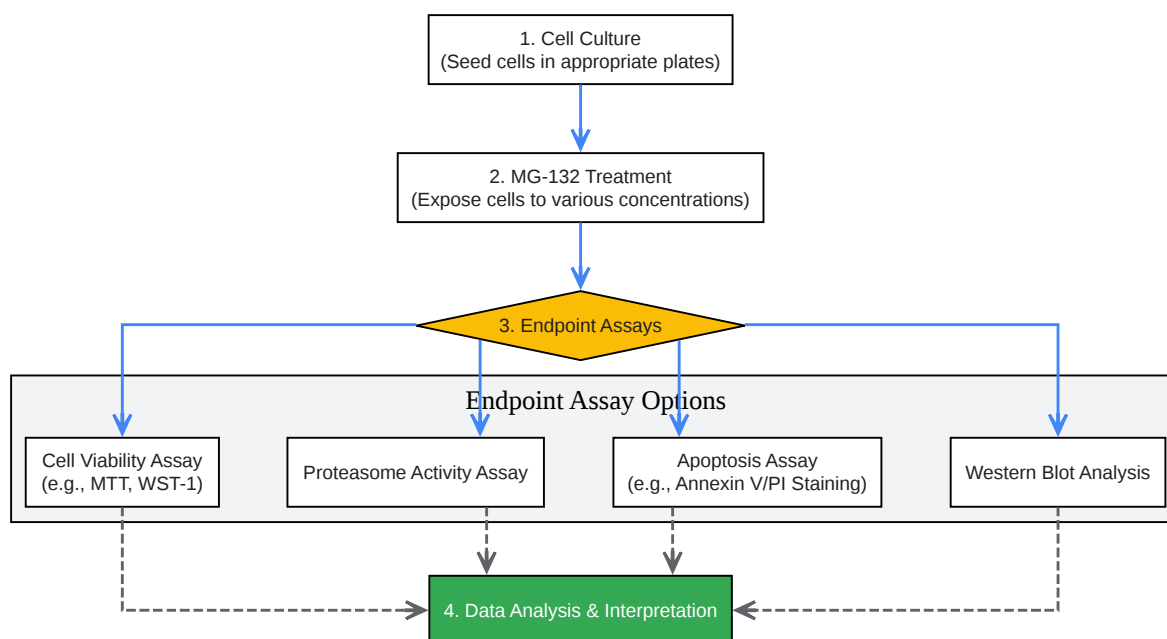 1. Cell Culture
(Seed cells in appropriate plates)
2. MG-132 Treatment
(Expose cells to various concentrations)
3. Endpoint Assays
Endpoint Assay Options
Cell Viability Assay
(e.g., MTT, WST-1)
Proteasome Activity Assay
Apoptosis Assay
(e.g., Annexin V/PI Staining)
Western Blot Analysis
4. Data Analysis & Interpretation